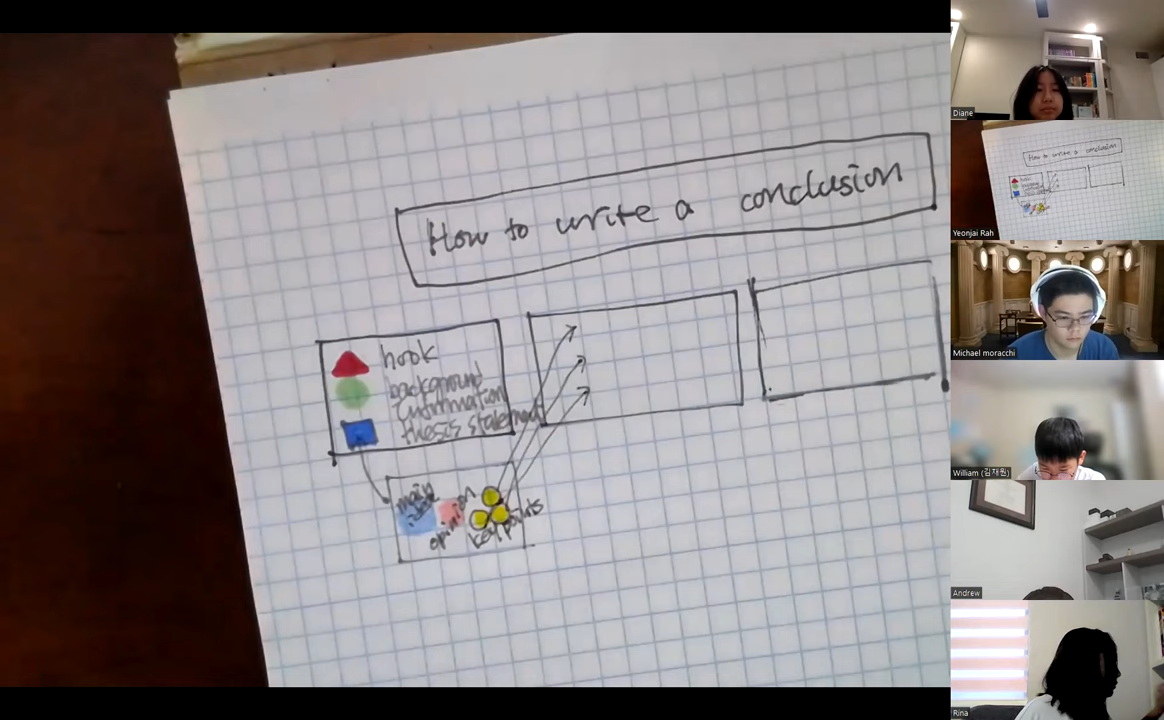 How to write a conclusion
hook
background
information
thesis statement
main
idea
opinion
key points
Diane
Yeonjai Rah
Michael moracchi
William (김재원)
Andrew
Rina